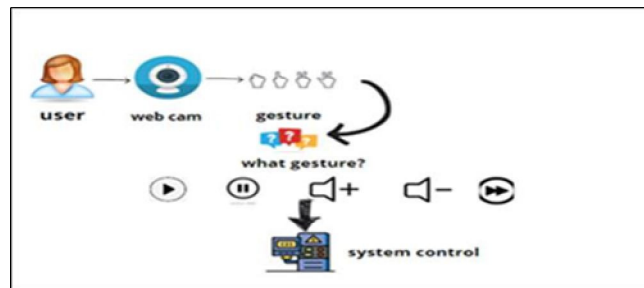 user
web cam
gesture
? ? ?
what gesture?
system control